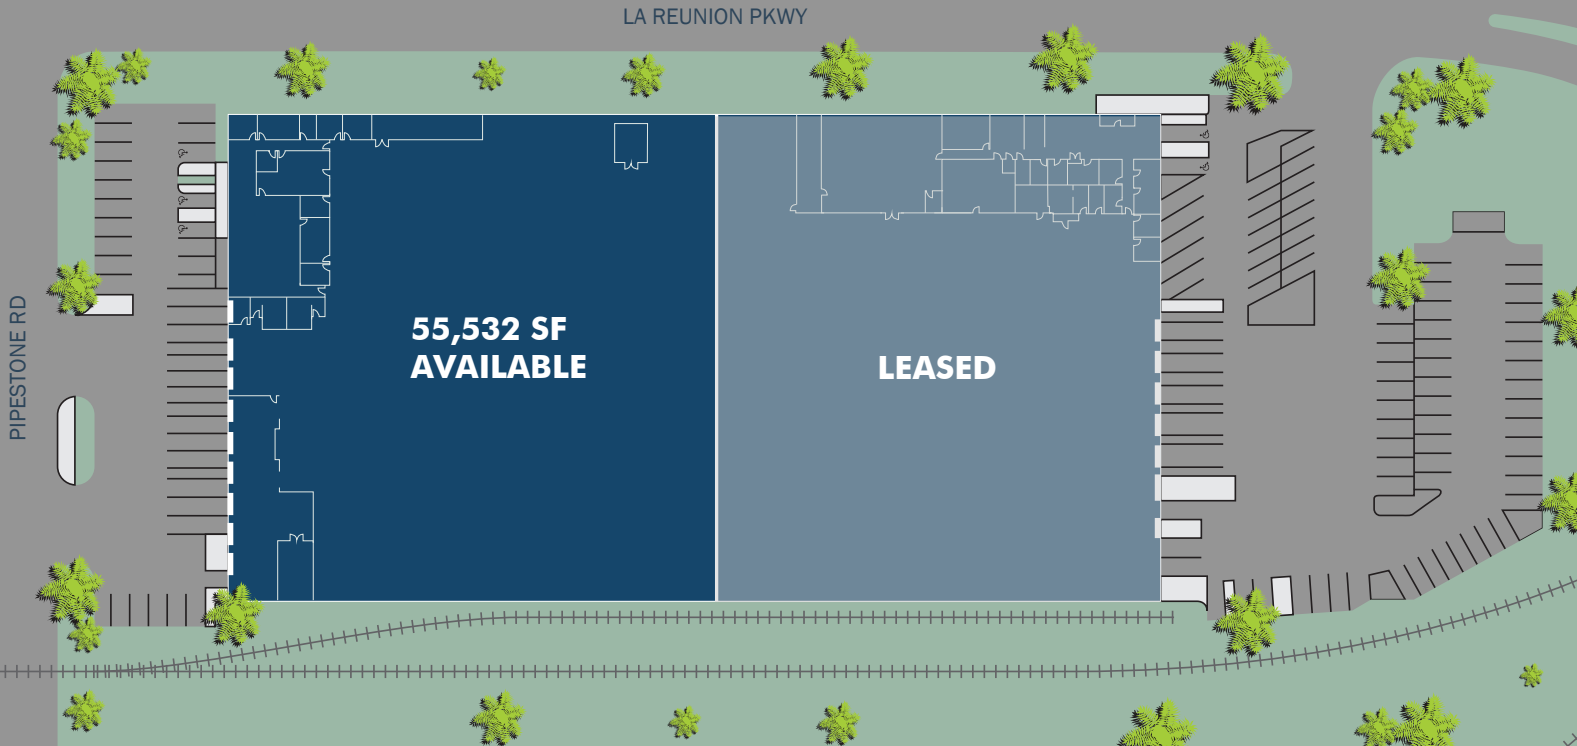 LA REUNION PKWY
PIPESTONE RD
55,532 SF
AVAILABLE
LEASED